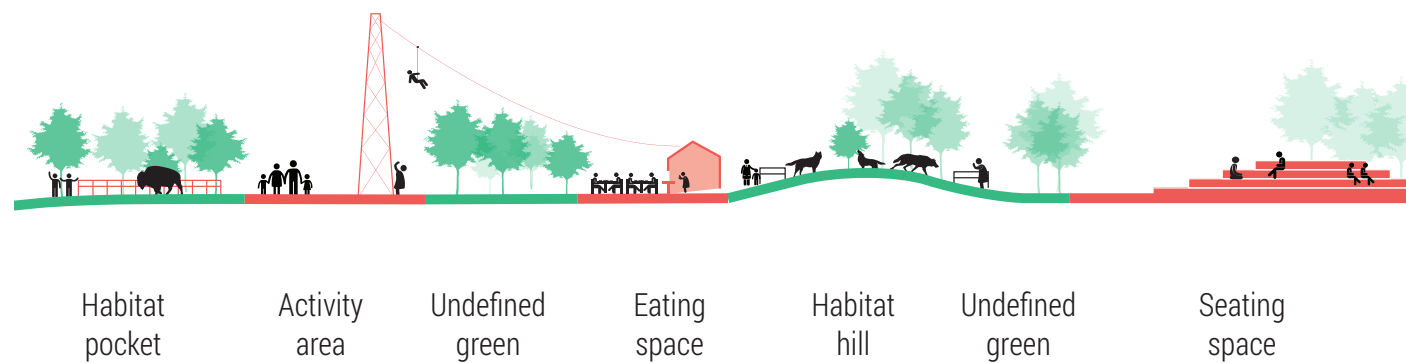 Habitat
pocket
Activity
area
Undefined
green
Eating
space
Habitat
hill
Undefined
green
Seating
space